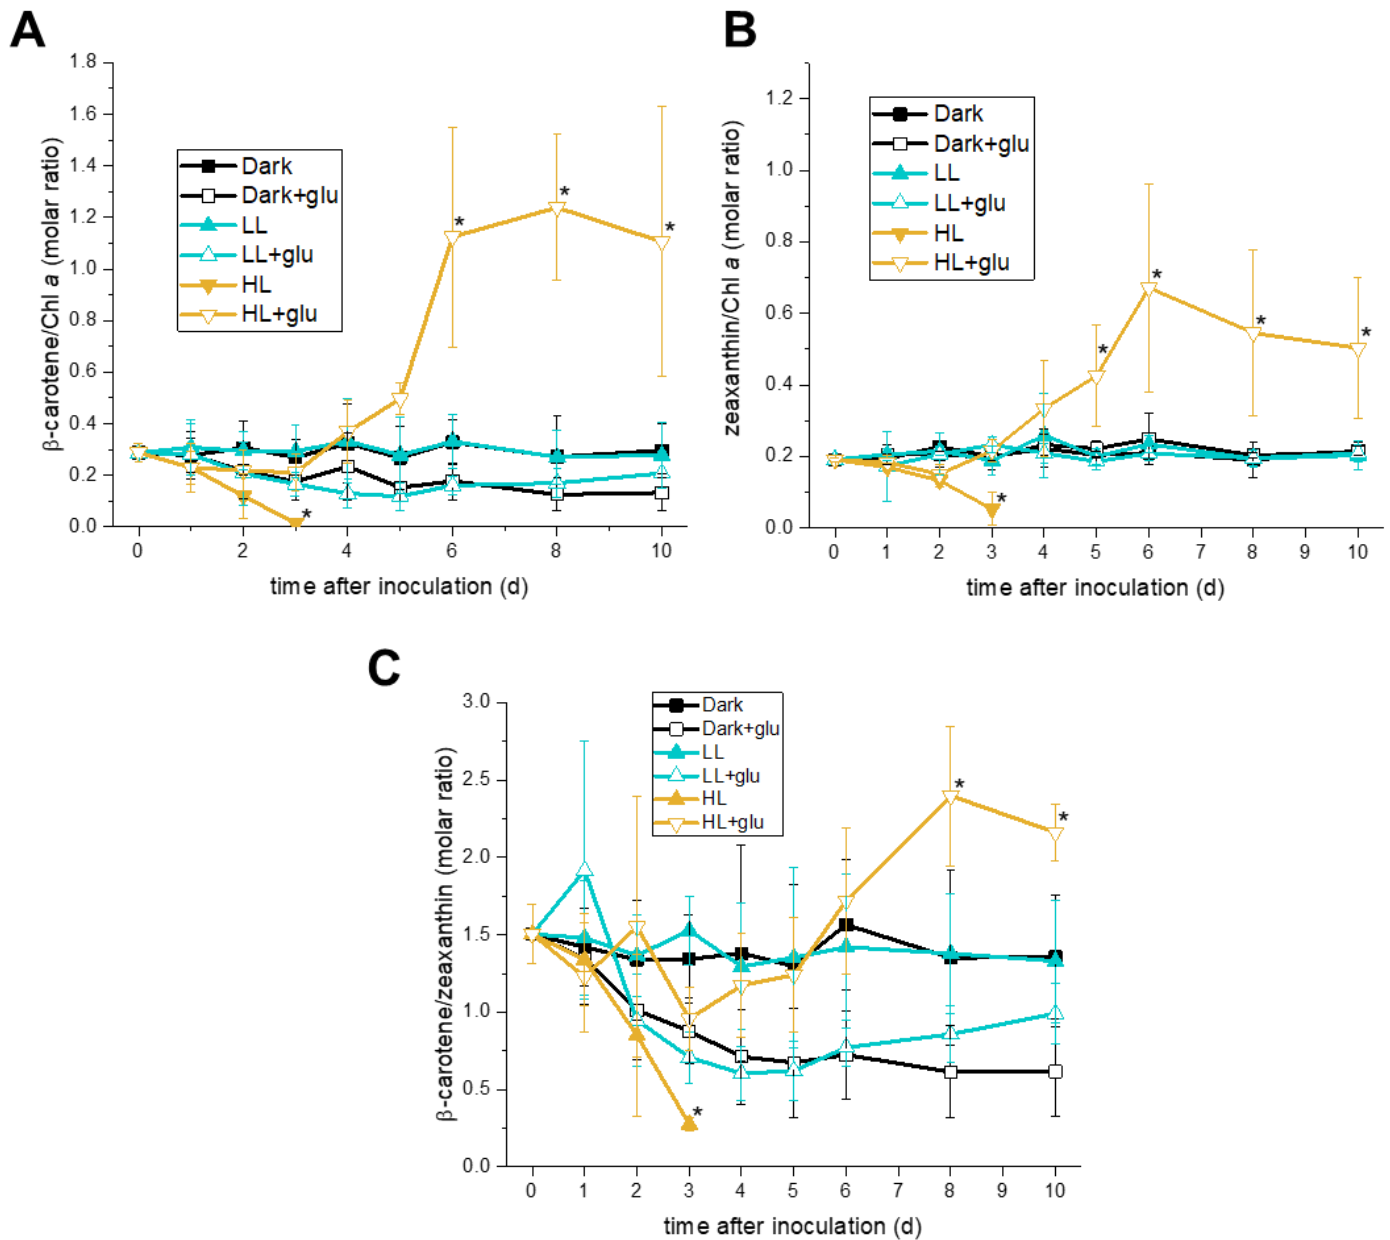 A
β-carotene/Chl a (molar ratio)
1.8
1.6
1.4
1.2
1.0
0.8
0.6
0.4
0.2
0.0
Dark
Dark+glu
LL
LL+glu
HL
HL+glu
*
*
*
*
0 2 4 6 8 10
time after inoculation (d)
B
zeaxanthin/Chl a (molar ratio)
1.2
1.0
0.8
0.6
0.4
0.2
0.0
Dark
Dark+glu
LL
LL+glu
HL
HL+glu
*
*
*
*
*
0 1 2 3 4 5 6 7 8 9 10
time after inoculation (d)
C
β-carotene/zeaxanthin (molar ratio)
3.0
2.5
2.0
1.5
1.0
0.5
0.0
Dark
Dark+glu
LL
LL+glu
HL
HL+glu
*
*
*
0 1 2 3 4 5 6 7 8 9 10
time after inoculation (d)